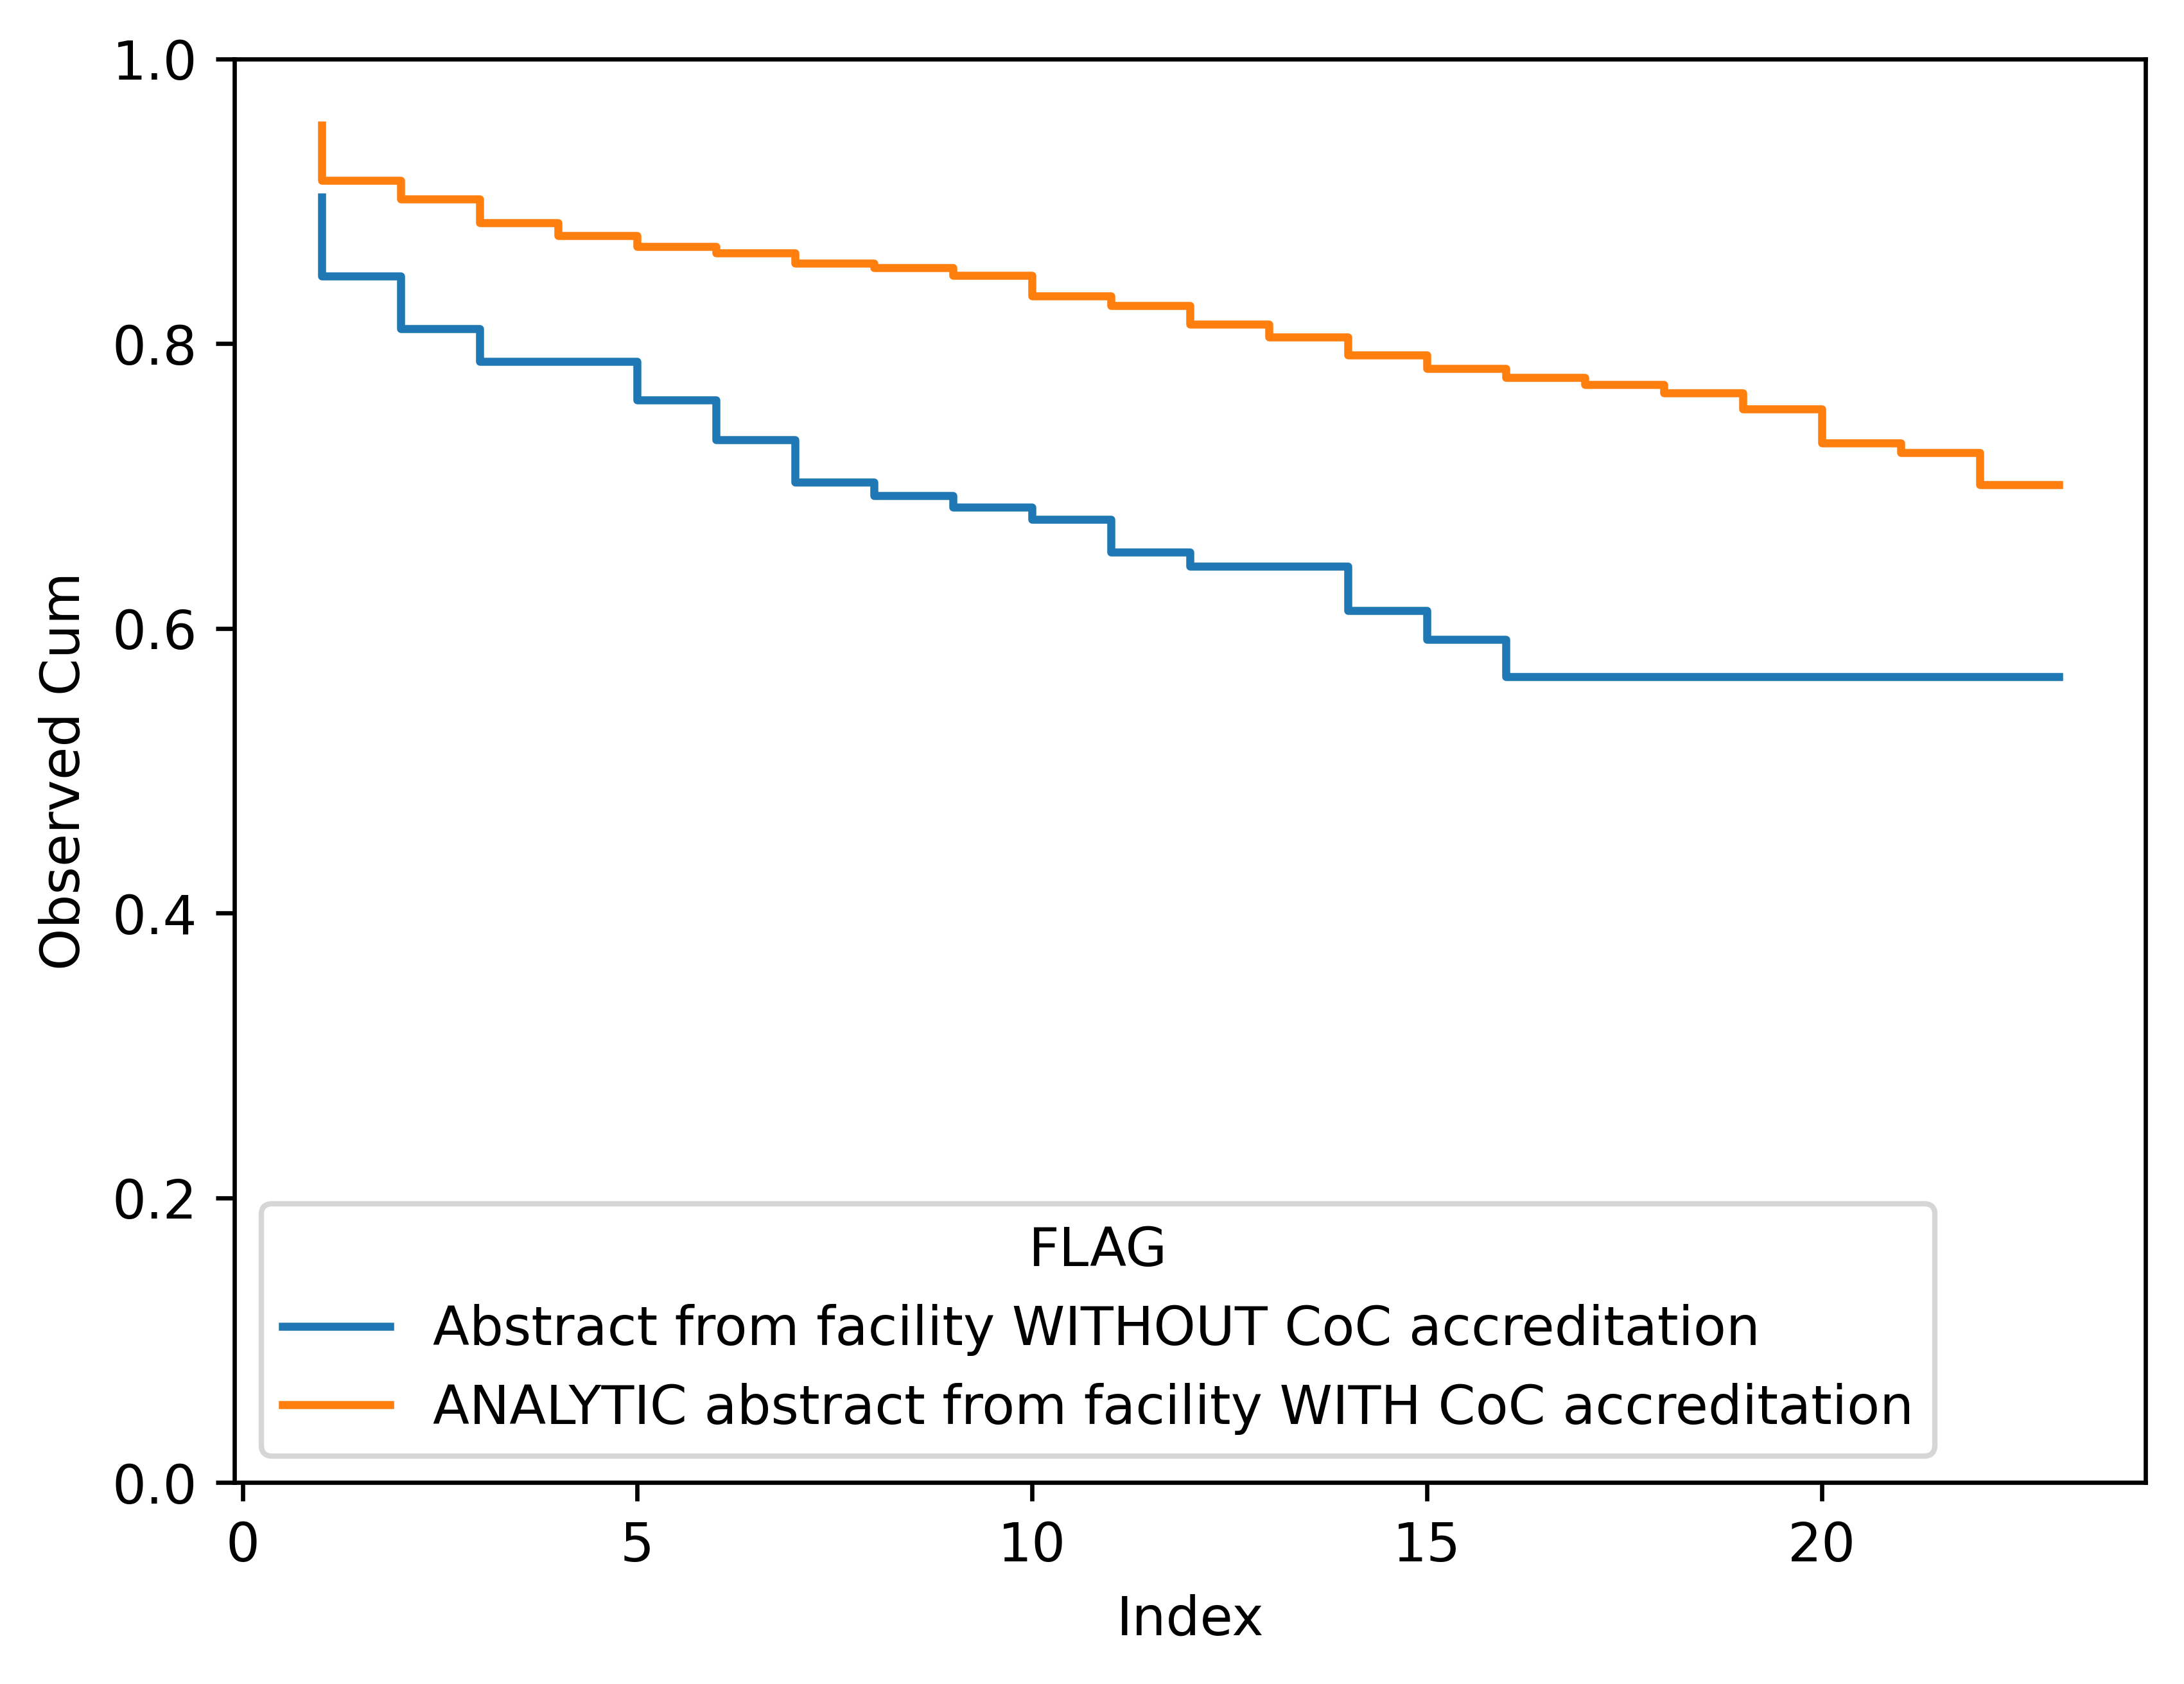 1.0
0.8
0.6
0.4
0.2
0.0
Observed Cum
FLAG
Abstract from facility WITHOUT CoC accreditation
ANALYTIC abstract from facility WITH CoC accreditation
0 5 10 15 20
Index